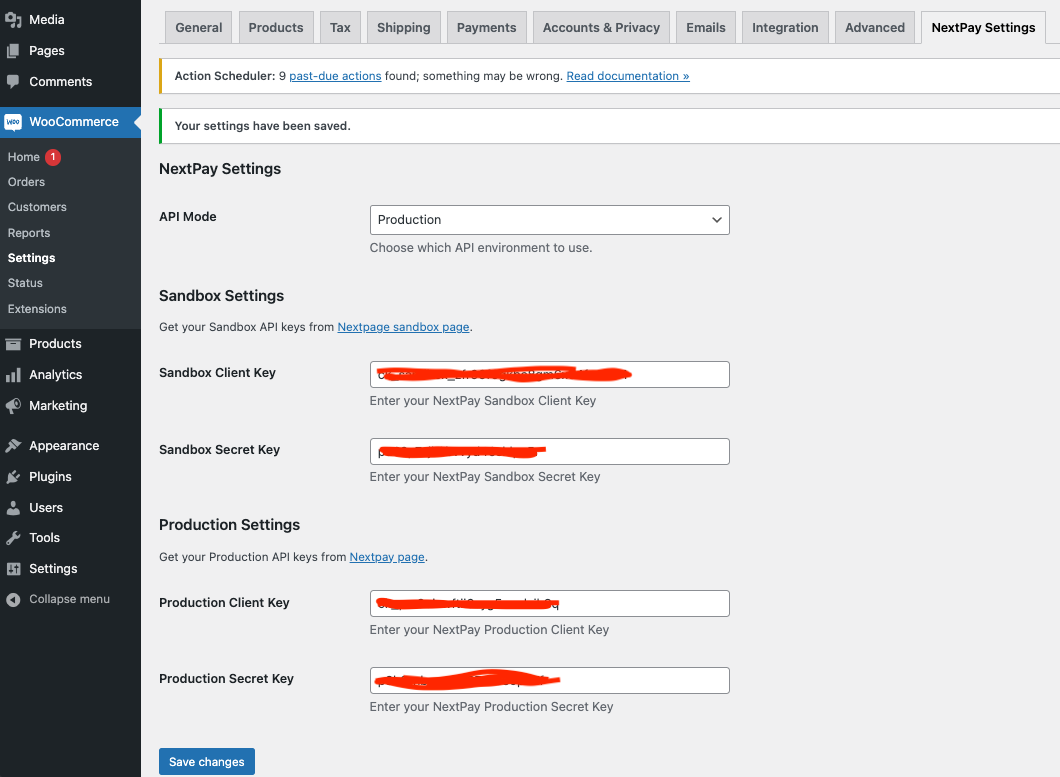 Media
Pages
Comments
Woo WooCommerce
Home 1
Orders
Customers
Reports
Settings
Status
Extensions
Products
Analytics
Marketing
Appearance
Plugins
Users
Tools
Settings
Collapse menu
General Products Tax Shipping Payments Accounts & Privacy Emails Integration Advanced NextPay Settings
Action Scheduler: 9 past-due actions found; something may be wrong. Read documentation »
Your settings have been saved.
NextPay Settings
API Mode Production
Choose which API environment to use.
Sandbox Settings
Get your Sandbox API keys from Nextpage sandbox page.
Sandbox Client Key
Enter your NextPay Sandbox Client Key
Sandbox Secret Key
Enter your NextPay Sandbox Secret Key
Production Settings
Get your Production API keys from Nextpay page.
Production Client Key
Enter your NextPay Production Client Key
Production Secret Key
Enter your NextPay Production Secret Key
Save changes